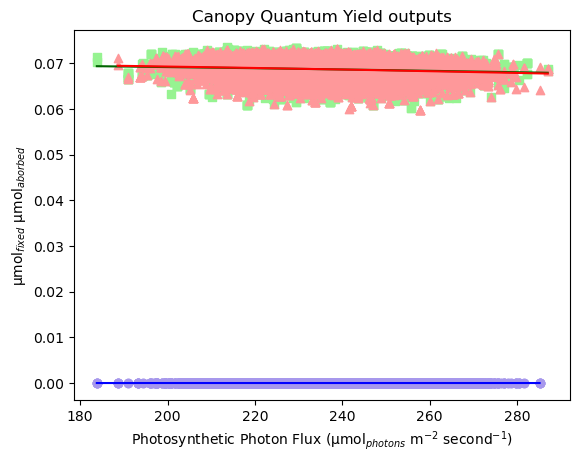 Canopy Quantum Yield outputs
0.07
0.06
0.05
0.04
0.03
0.02
0.01
0.00
μmol_fixed μmol_aborbed
180 200 220 240 260 280
Photosynthetic Photon Flux (μmol_photons m⁻² second⁻¹)